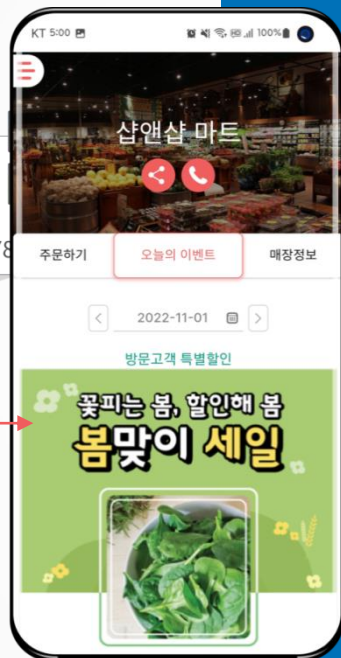 KT 5:00
100%
샵앤샵 마트
주문하기
오늘의 이벤트
매장정보
2022-11-01
방문고객 특별할인
꽃피는 봄, 할인해 봄
봄맞이 세일